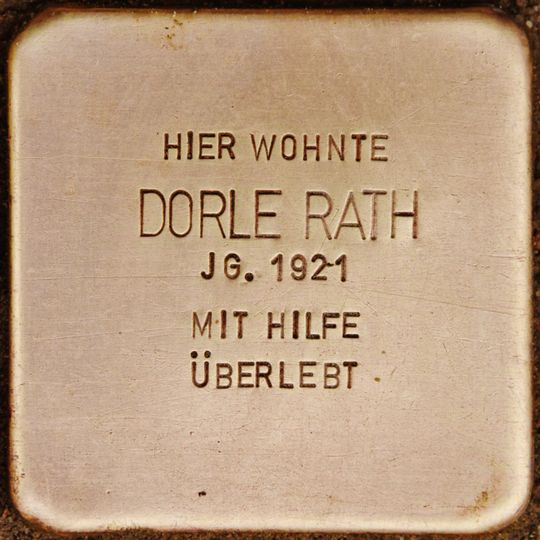 HIER WOHNTE
DORLE RATH
JG. 1921
MIT HILFE
ÜBERLEBT